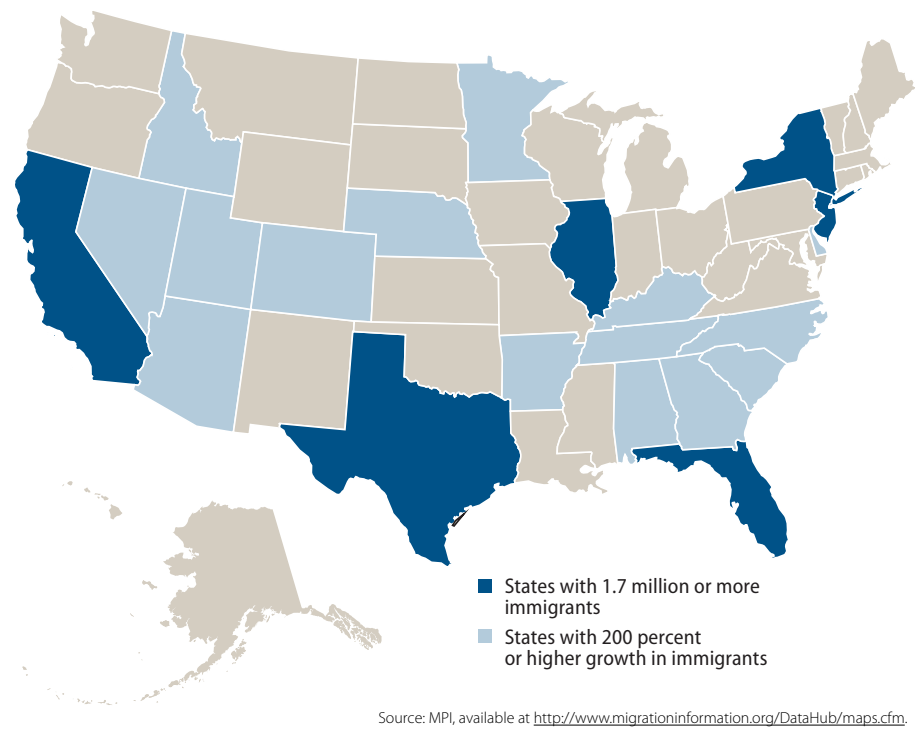 States with 1.7 million or more
immigrants
States with 200 percent
or higher growth in immigrants
Source: MPI, available at http://www.migrationinformation.org/DataHub/maps.cfm.